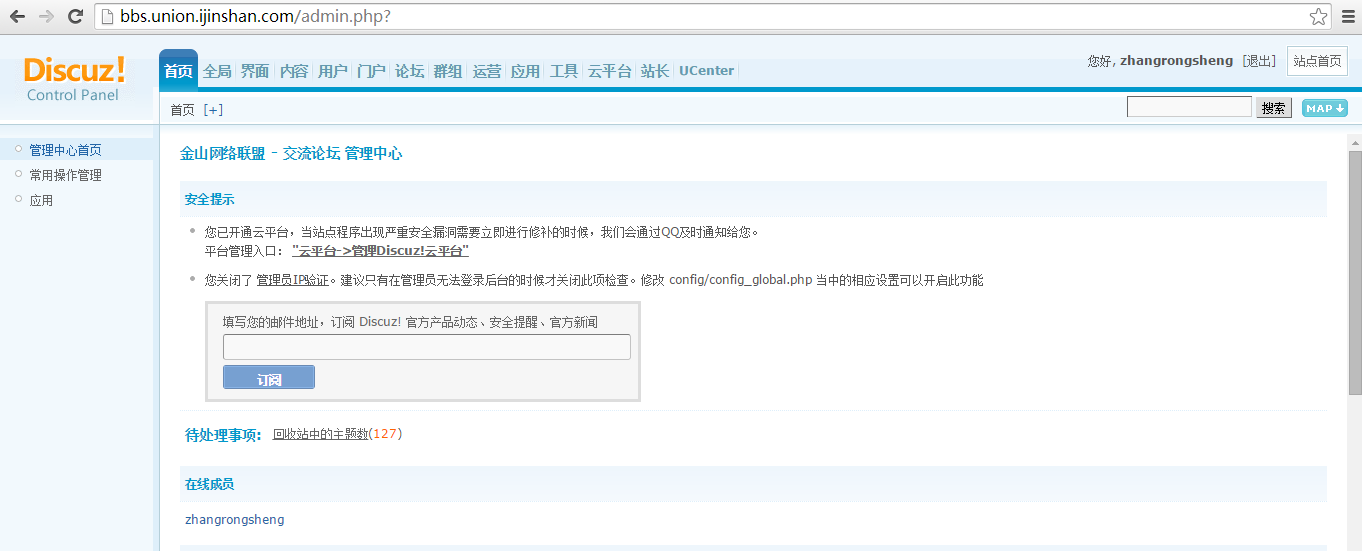 bbs.union.ijinshan.com/admin.php?
Discuz!
Control Panel
首页 全局 界面 内容 用户 门户 论坛 群组 运营 应用 工具 云平台 站长 UCenter
您好, zhangrongsheng [退出] 站点首页
首页 [+]
搜索 MAP
管理中心首页
常用操作管理
应用
金山网络联盟 - 交流论坛 管理中心
安全提示
您已开通云平台，当站点程序出现严重安全漏洞需要立即进行修补的时候，我们会通过QQ及时通知给您。
平台管理入口： "云平台->管理Discuz!云平台"
您关闭了 管理员IP验证。建议只有在管理员无法登录后台的时候才关闭此项检查。修改 config/config_global.php 当中的相应设置可以开启此功能
填写您的邮件地址，订阅 Discuz! 官方产品动态、安全提醒、官方新闻
订阅
待处理事项: 回收站中的主题数(127)
在线成员
zhangrongsheng